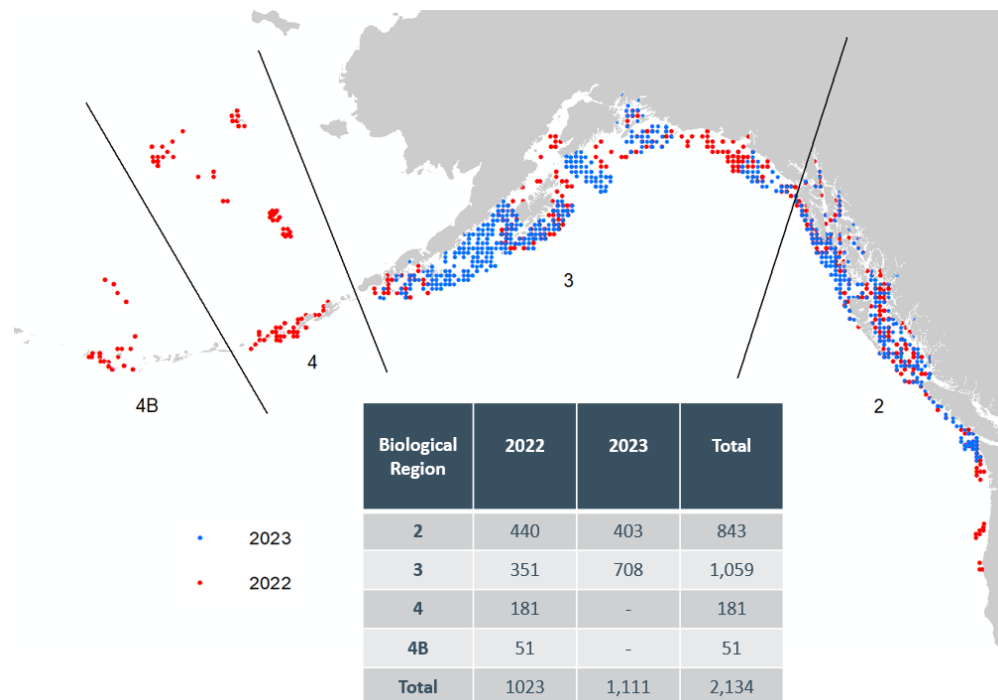 3
4
4B
2
Biological Region 2022 2023 Total
2 440 403 843
3 351 708 1,059
4 181 - 181
4B 51 - 51
Total 1023 1,111 2,134
2023
2022